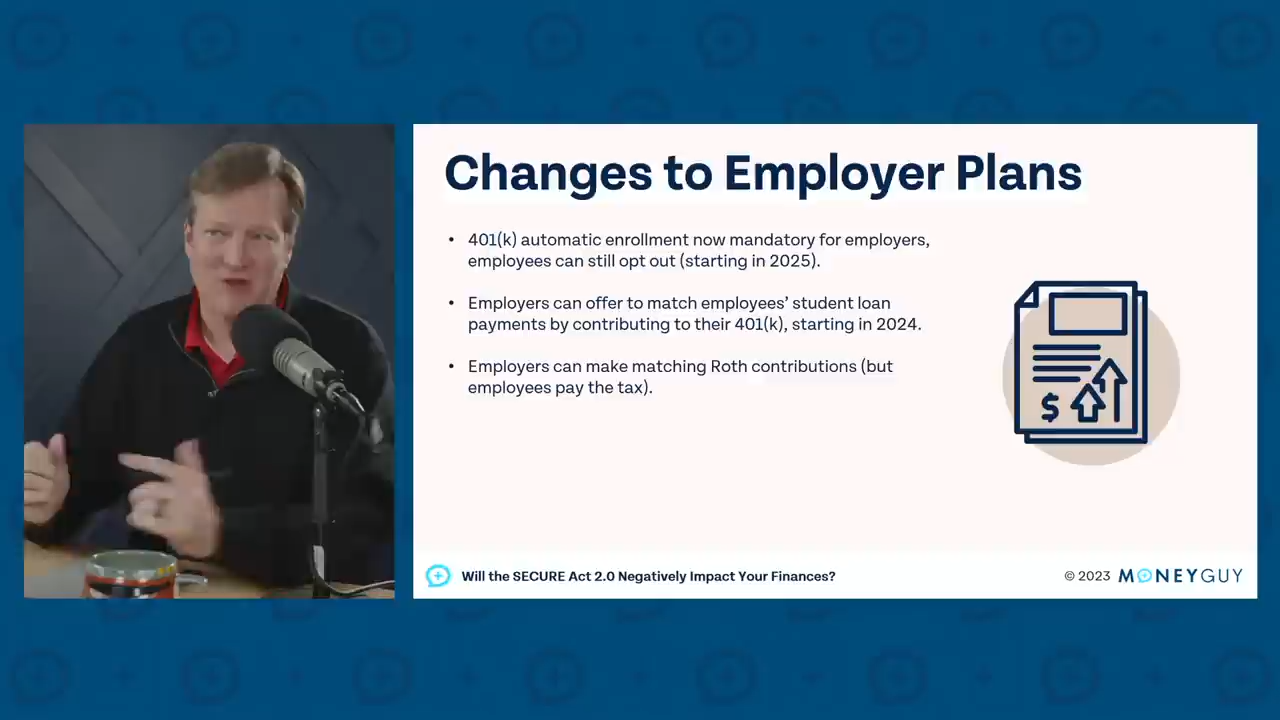 Changes to Employer Plans
• 401(k) automatic enrollment now mandatory for employers,
employees can still opt out (starting in 2025).
• Employers can offer to match employees’ student loan
payments by contributing to their 401(k), starting in 2024.
• Employers can make matching Roth contributions (but
employees pay the tax).
$
Will the SECURE Act 2.0 Negatively Impact Your Finances?
© 2023 MONEYGUY